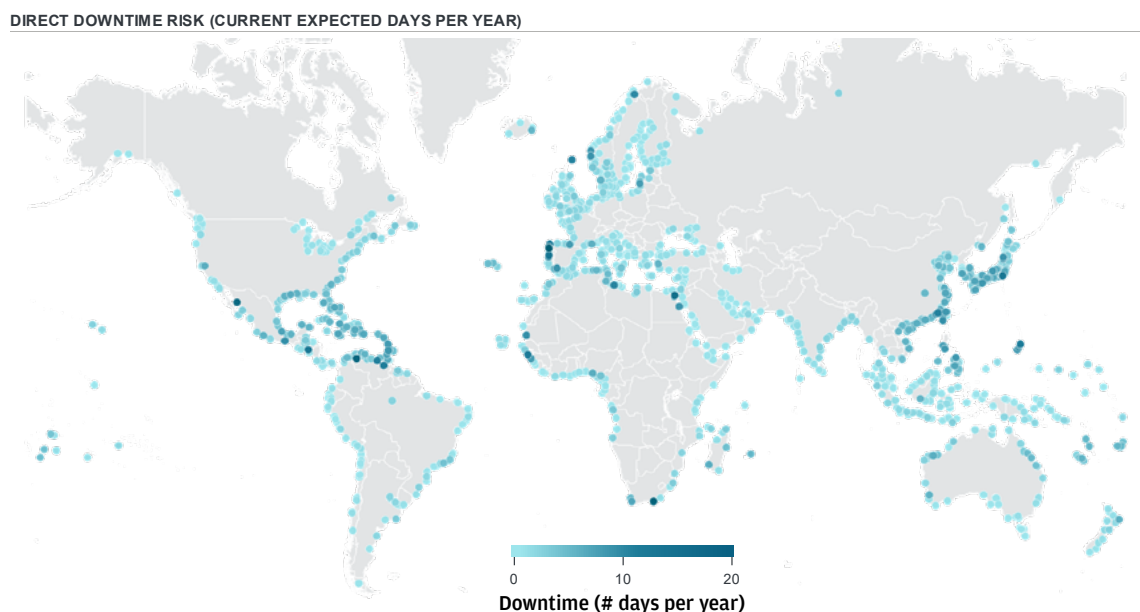 DIRECT DOWNTIME RISK (CURRENT EXPECTED DAYS PER YEAR)
0 10 20
Downtime (# days per year)